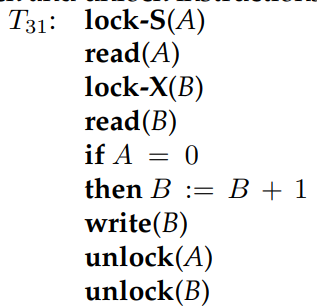 T31: lock-S(A)
read(A)
lock-X(B)
read(B)
if A = 0
then B := B + 1
write(B)
unlock(A)
unlock(B)